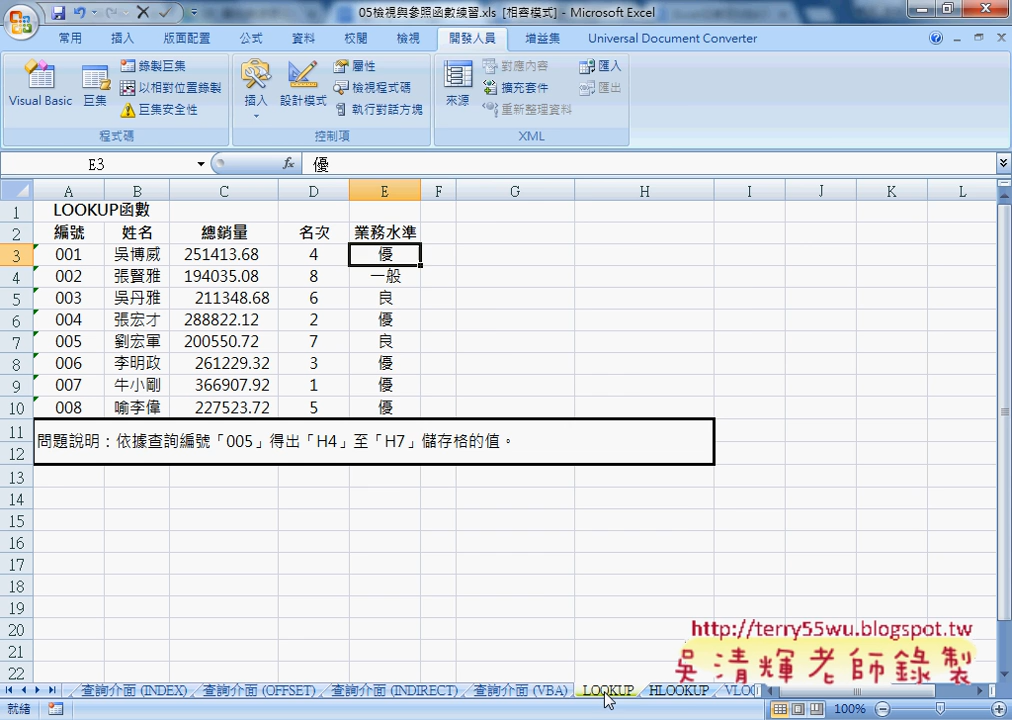 05檢視與參照函數練習.xls [相容模式] - Microsoft Excel
常用 插入 版面配置 公式 資料 校閱 檢視 開發人員 增益集 Universal Document Converter
Visual Basic 巨集 錄製巨集 以相對位置錄製 巨集安全性 程式碼
插入 設計模式 屬性 檢視程式碼 執行對話方塊 控制項
來源 對應內容 擴充套件 重新整理資料 匯入 匯出 XML
E3 fx 優
A B C D E F G H I J K L
1 LOOKUP函數
2 編號 姓名 總銷量 名次 業務水準
3 001 吳博威 251413.68 4 優
4 002 張賢雅 194035.08 8 一般
5 003 吳丹雅 211348.68 6 良
6 004 張宏才 288822.12 2 優
7 005 劉宏軍 200550.72 7 良
8 006 李明政 261229.32 3 優
9 007 牛小剛 366907.92 1 優
10 008 喻李偉 227523.72 5 優
11
問題說明：依據查詢編號「005」得出「H4」至「H7」儲存格的值。
12
13
14
15
16
17
18
19
20
21
22
http://terry55wu.blogspot.tw
吳清輝老師錄製
查詢介面 (INDEX) 查詢介面 (OFFSET) 查詢介面 (INDIRECT) 查詢介面 (VBA) LOOKUP HLOOKUP VLO
就緒 100%